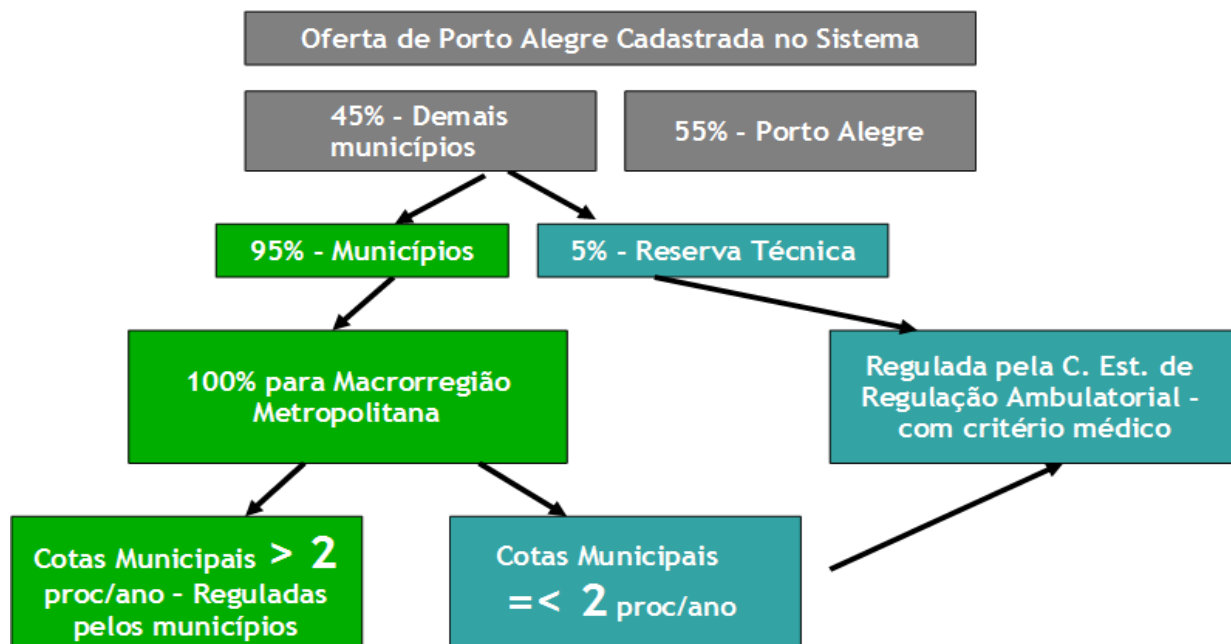 Oferta de Porto Alegre Cadastrada no Sistema
45% - Demais
municípios
55% - Porto Alegre
95% - Municípios
5% - Reserva Técnica
100% para Macrorregião
Metropolitana
Regulada pela C. Est. de
Regulação Ambulatorial -
com critério médico
Cotas Municipais > 2
proc/ano - Reguladas
pelos municípios
Cotas Municipais
=< 2 proc/ano